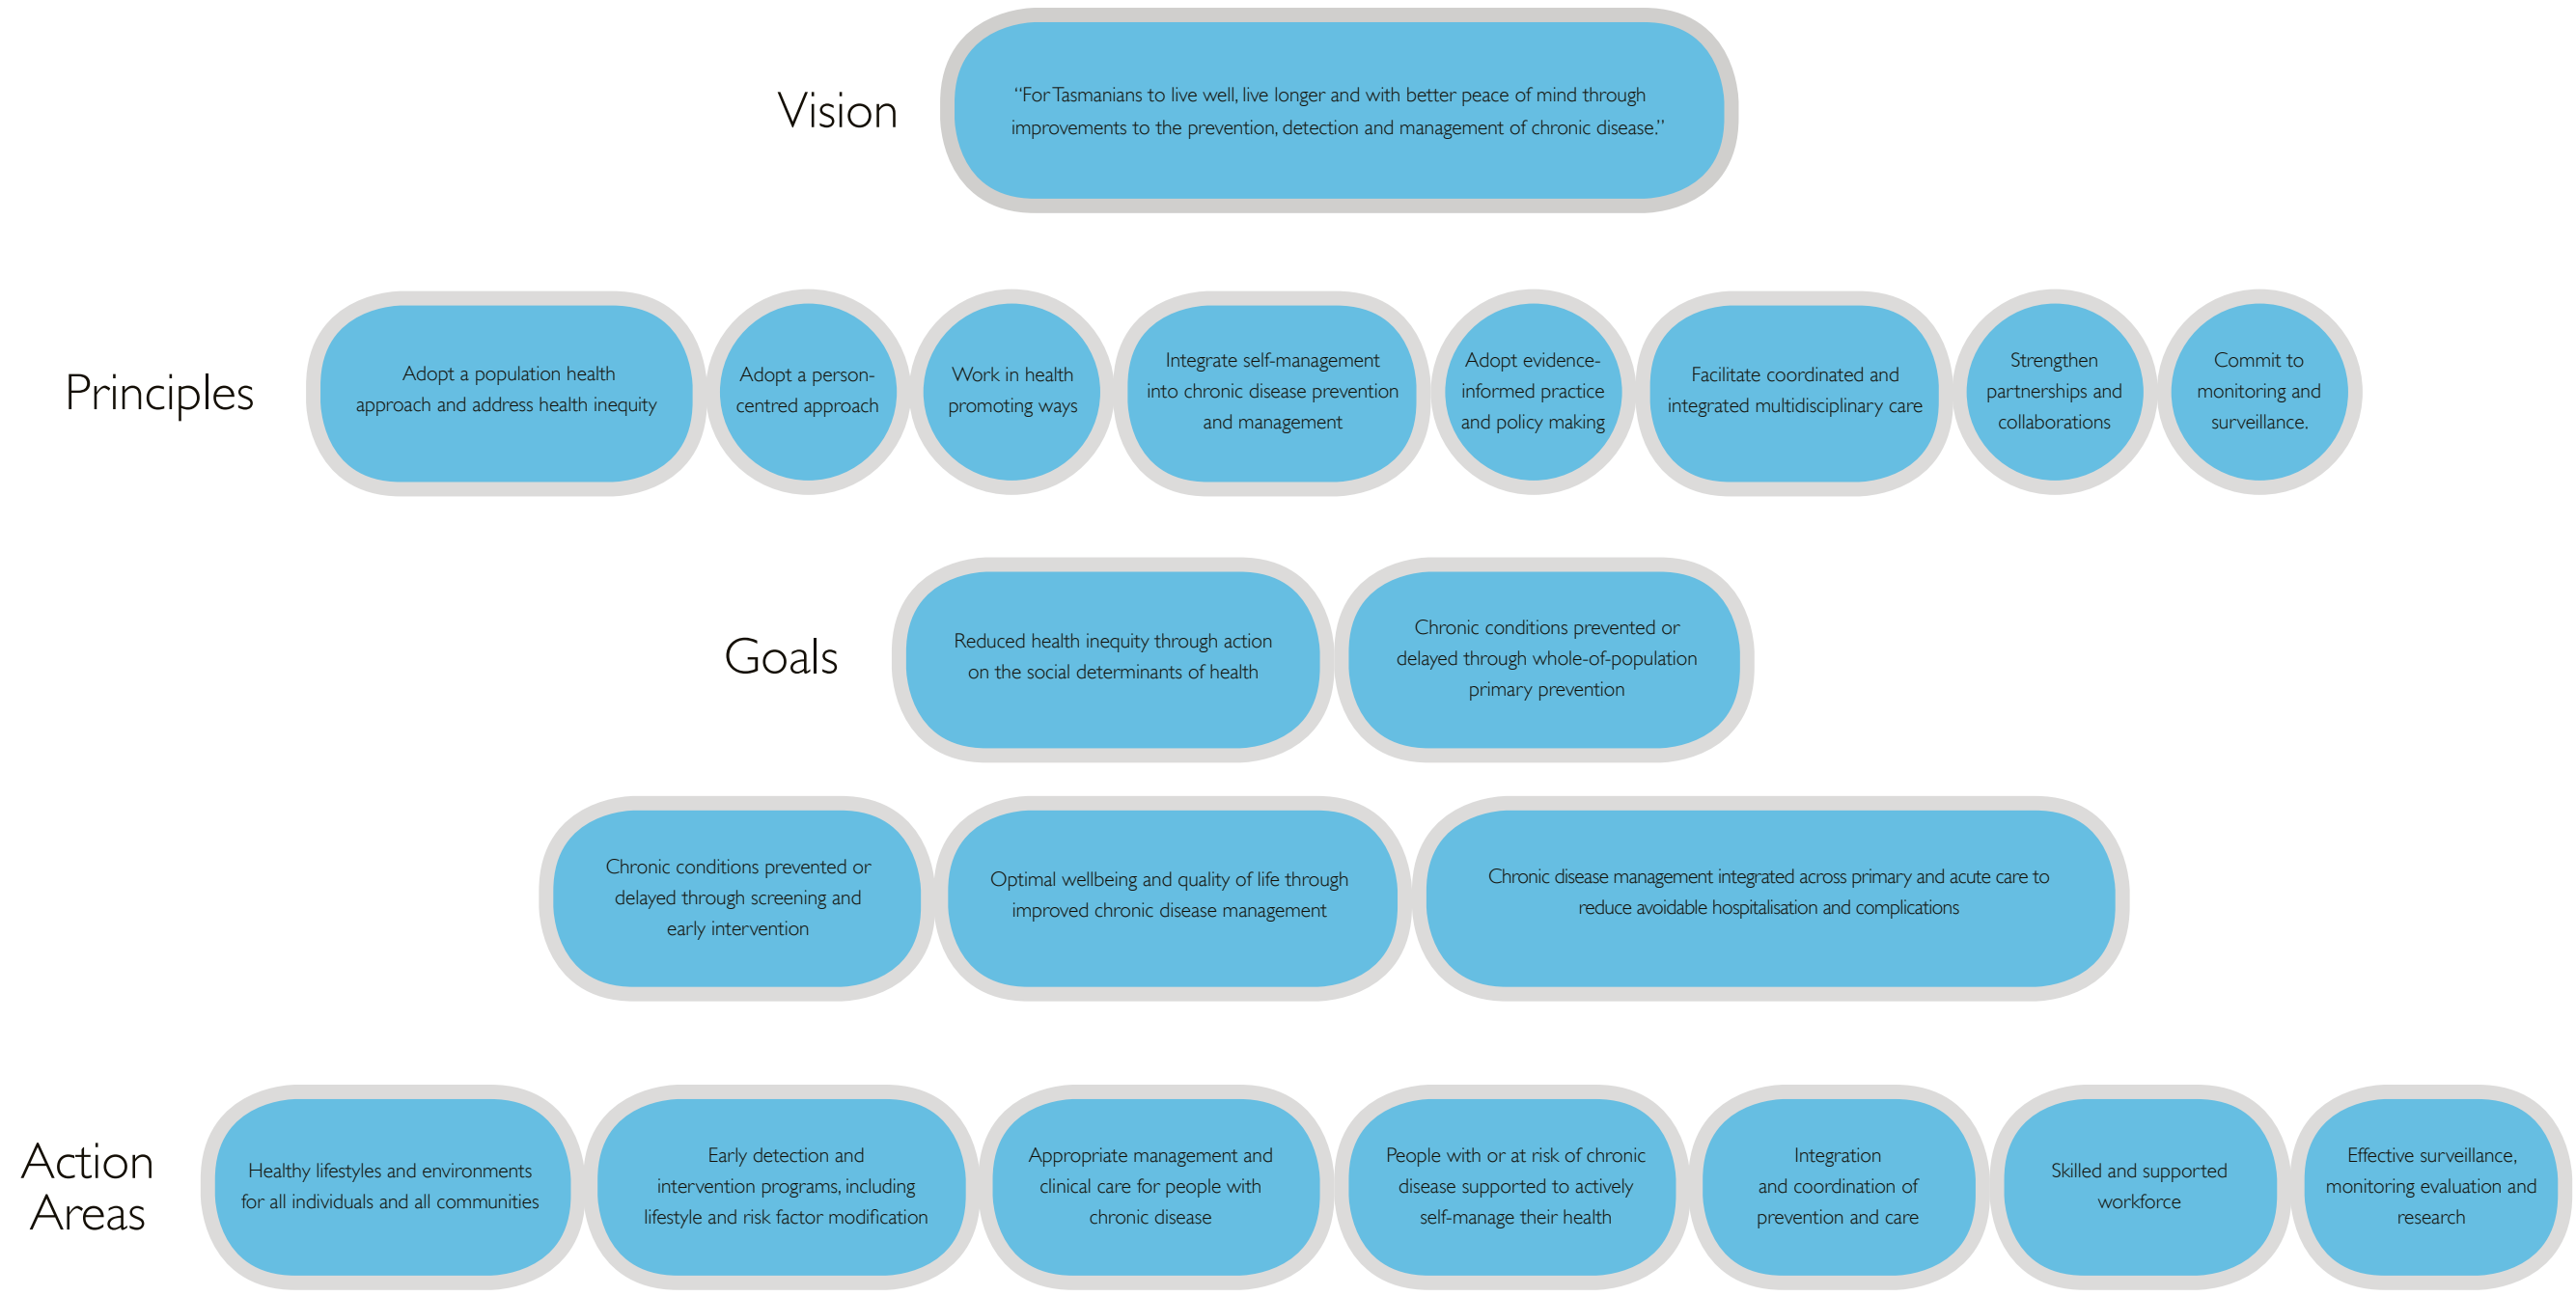 Vision
“For Tasmanians to live well, live longer and with better peace of mind through
improvements to the prevention, detection and management of chronic disease.”
Principles
Adopt a population health
approach and address health inequity
Adopt a person-
centred approach
Work in health
promoting ways
Integrate self-management
into chronic disease prevention
and management
Adopt evidence-
informed practice
and policy making
Facilitate coordinated and
integrated multidisciplinary care
Strengthen
partnerships and
collaborations
Commit to
monitoring and
surveillance.
Goals
Reduced health inequity through action
on the social determinants of health
Chronic conditions prevented or
delayed through whole-of-population
primary prevention
Chronic conditions prevented or
delayed through screening and
early intervention
Optimal wellbeing and quality of life through
improved chronic disease management
Chronic disease management integrated across primary and acute care to
reduce avoidable hospitalisation and complications
Action
Areas
Healthy lifestyles and environments
for all individuals and all communities
Early detection and
intervention programs, including
lifestyle and risk factor modification
Appropriate management and
clinical care for people with
chronic disease
People with or at risk of chronic
disease supported to actively
self-manage their health
Integration
and coordination of
prevention and care
Skilled and supported
workforce
Effective surveillance,
monitoring evaluation and
research